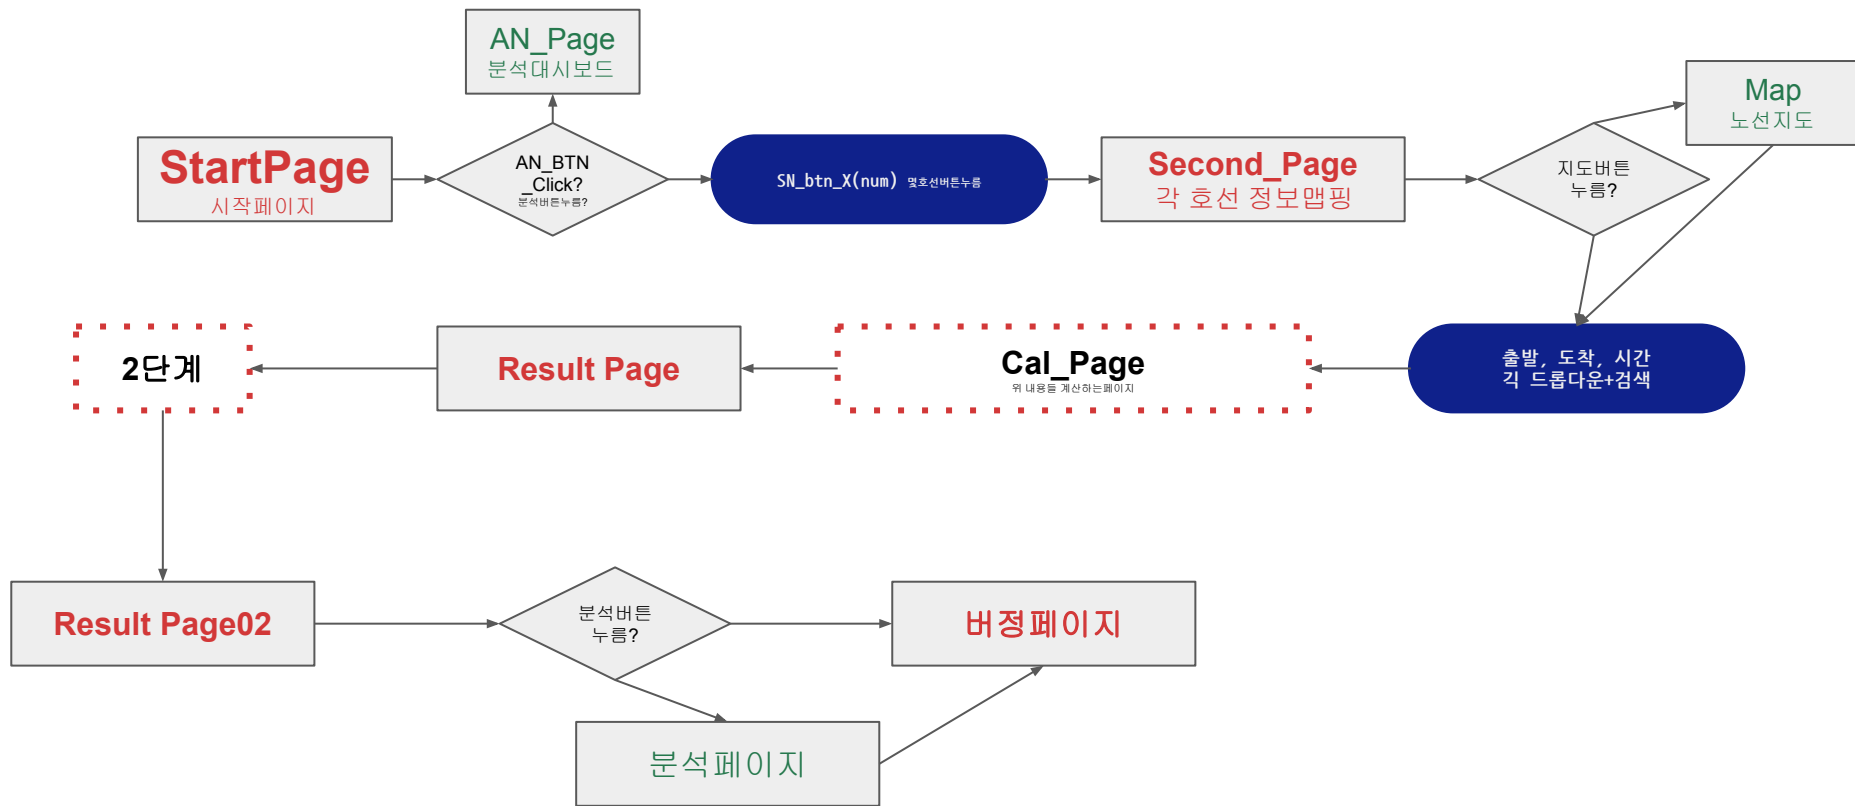 AN_Page
분석대시보드
StartPage
시작페이지
AN_BTN
_Click?
분석버튼누름?
SN_btn_X(num) 몇호선버튼누름
Second_Page
각 호선 정보맵핑
지도버튼
누름?
Map
노선지도
2단계
Result Page
Cal_Page
위 내용들 계산하는페이지
출발, 도착, 시간
각 드롭다운+검색
Result Page02
분석버튼
누름?
버정페이지
분석페이지